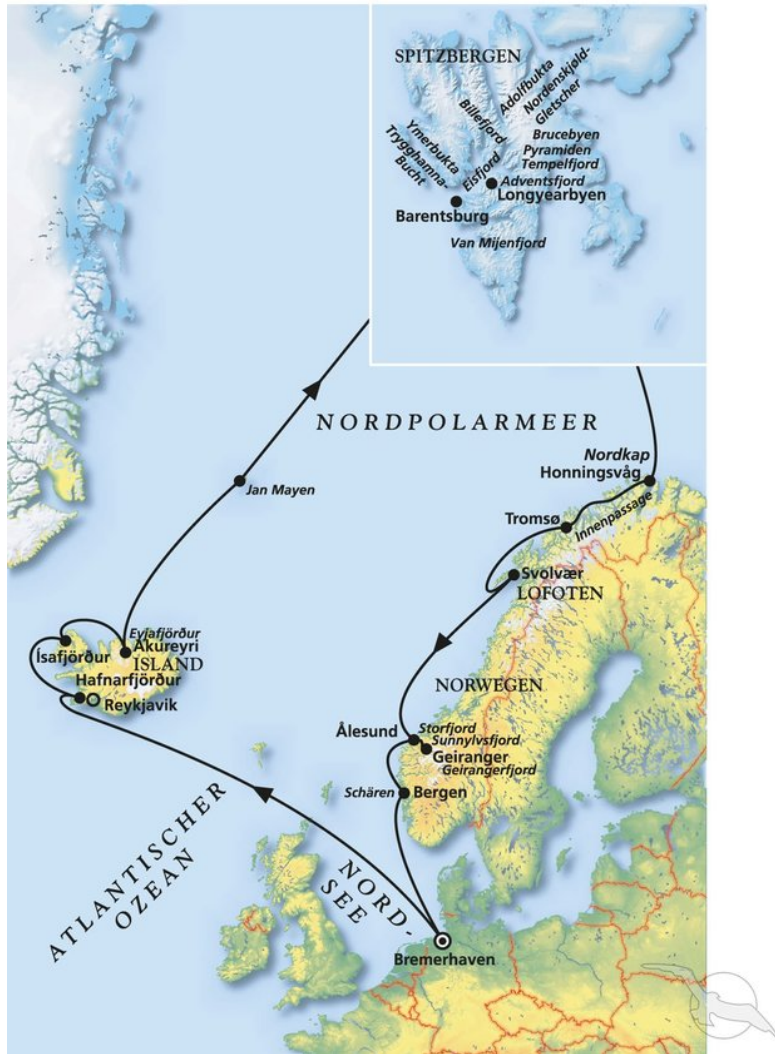 SPITZBERGEN
Adolfbukta
Nordenskjøld-
Gletscher
Billefjord
Brucebyen
Ymerbukta
Pyramiden
Trygghamna-
Bucht
Eisfjord
Tempelfjord
Adventsfjord
Longyearbyen
Barentsburg
Van Mijenfjord
NORDPOLARMEER
Nordkap
Honningsvåg
Jan Mayen
Innenpassage
Tromsø
Svolvær
LOFOTEN
Eyjafjörður
Akureyri
Ísafjörður
ISLAND
Hafnarfjörður
Reykjavik
NORWEGEN
Ålesund
Storfjord
Sunnylvsfjord
Geiranger
Geirangerfjord
Schären
Bergen
ATLANTISCHER
OZEAN
NORD-
SEE
Bremerhaven